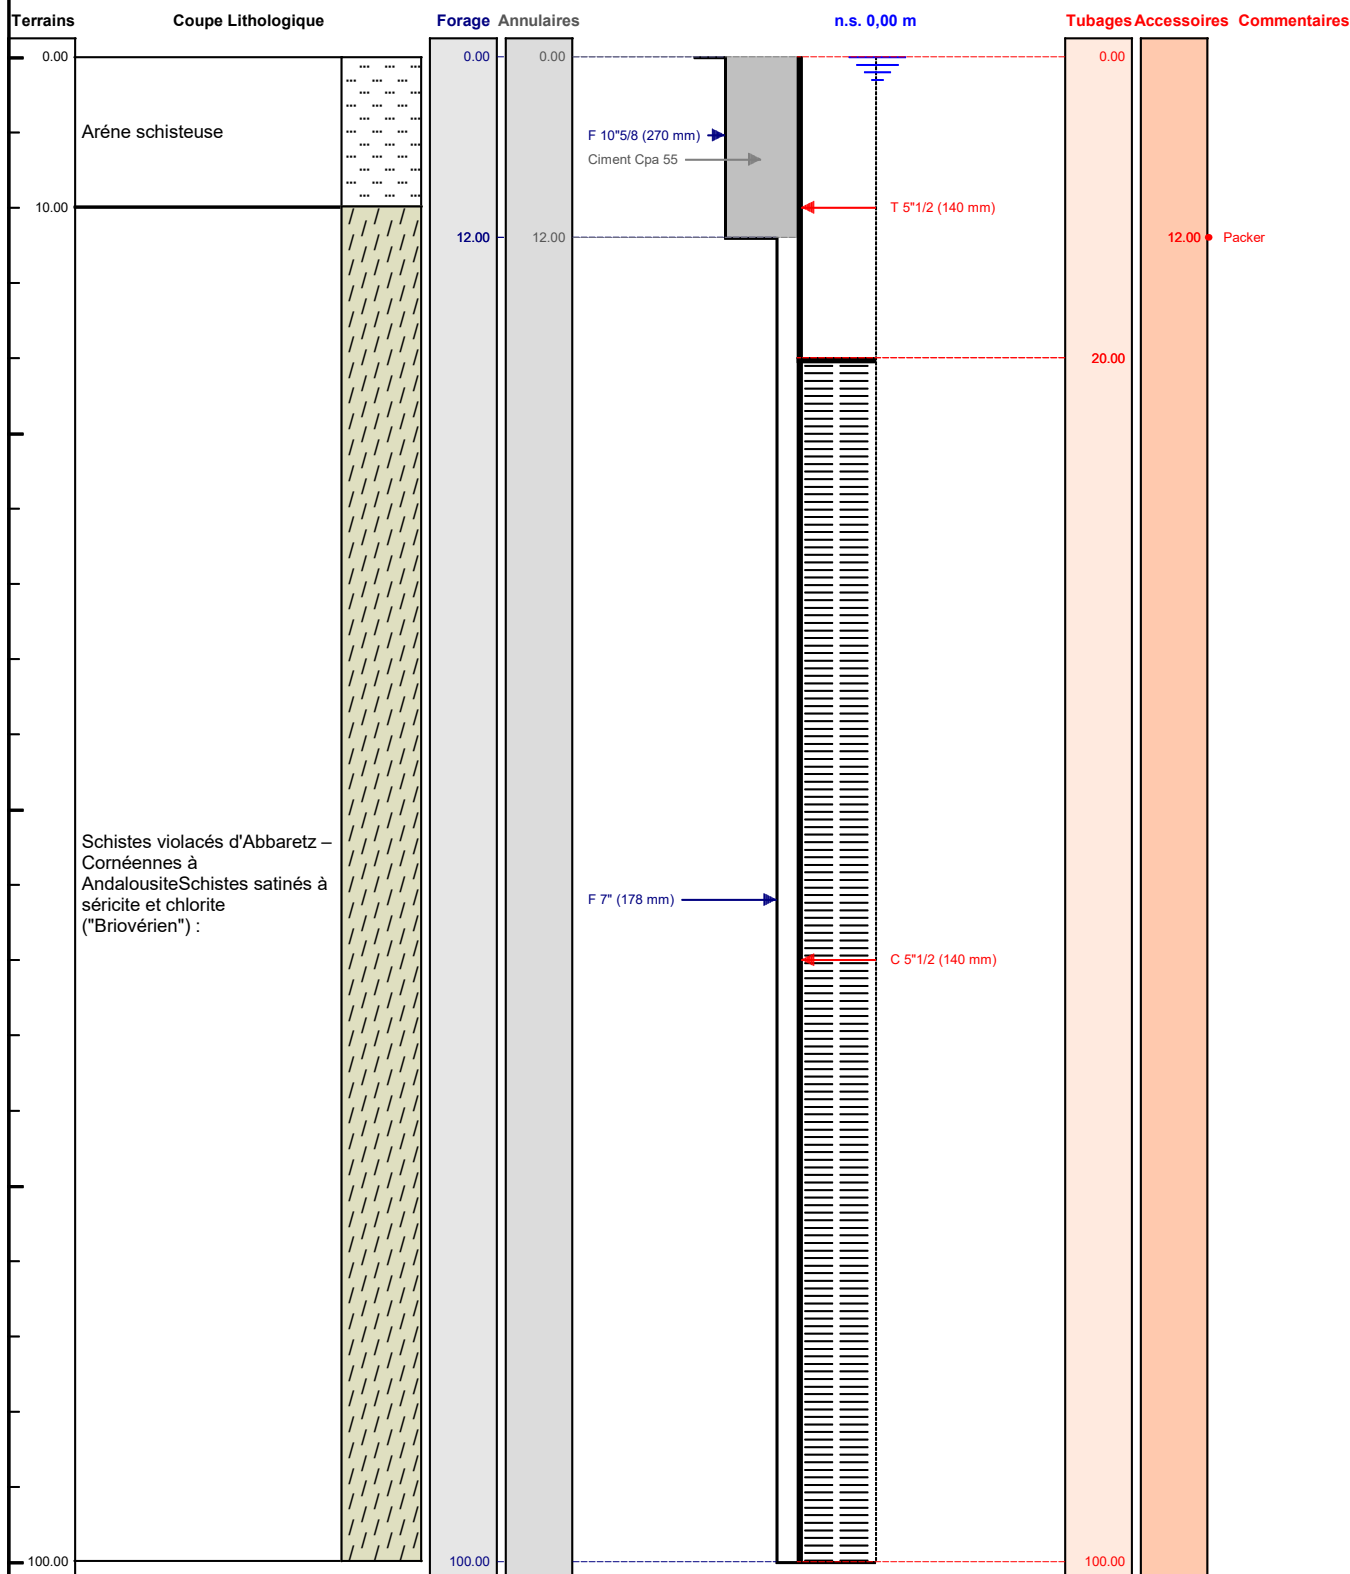 Terrains Coupe Lithologique Forage Annulaires n.s. 0,00 m Tubages Accessoires Commentaires
0.00 0.00 0.00 0.00
Aréne schisteuse
F 10"5/8 (270 mm)
Ciment Cpa 55
10.00 T 5"1/2 (140 mm)
12.00 12.00 12.00 Packer
20.00
Schistes violacés d'Abbaretz –
Cornéennes à
AndalousiteSchistes satinés à
séricite et chlorite
("Briovérien") :
F 7" (178 mm)
C 5"1/2 (140 mm)
100.00 100.00 100.00